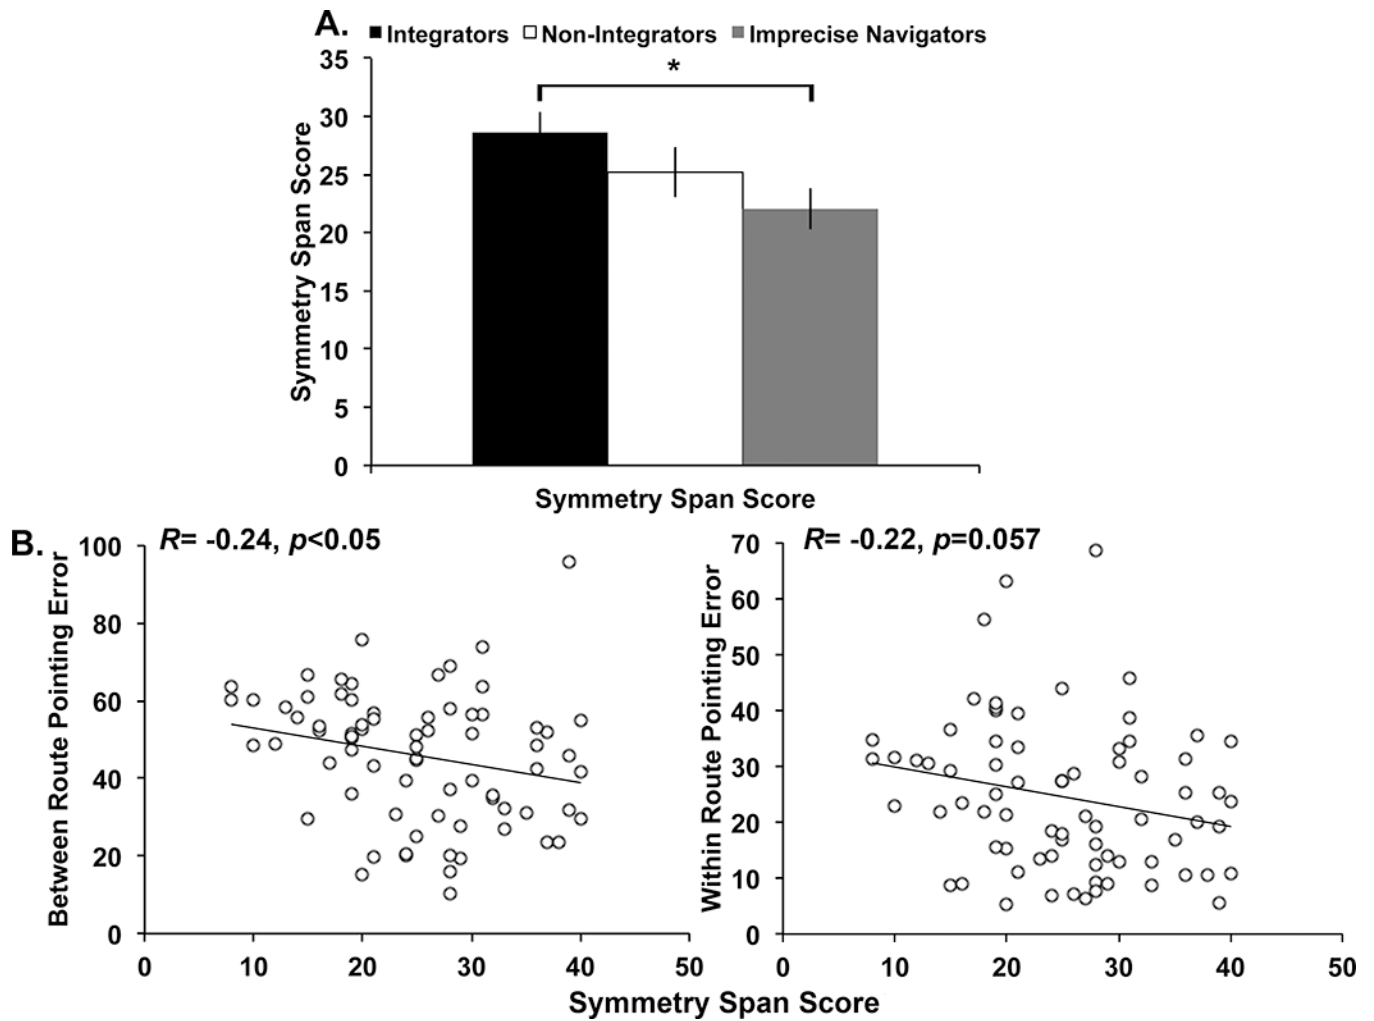 A.
Integrators Non-Integrators Imprecise Navigators
*
35
30
25
20
15
10
5
0
Symmetry Span Score
Symmetry Span Score
B.
R= -0.24, p<0.05
100
80
60
40
20
0
Between Route Pointing Error
0 10 20 30 40 50
R= -0.22, p=0.057
70
60
50
40
30
20
10
0
Within Route Pointing Error
0 10 20 30 40 50
Symmetry Span Score